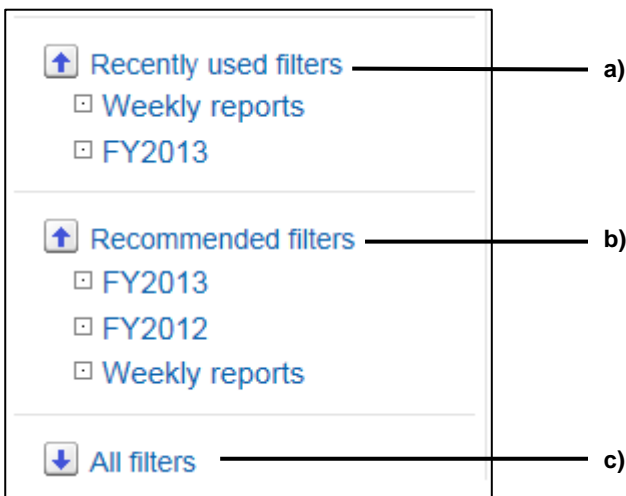 Recently used filters a)
Weekly reports
FY2013
Recommended filters b)
FY2013
FY2012
Weekly reports
All filters c)